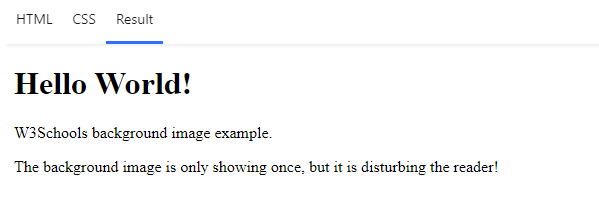 HTML CSS Result
Hello World!
W3Schools background image example.
The background image is only showing once, but it is disturbing the reader!